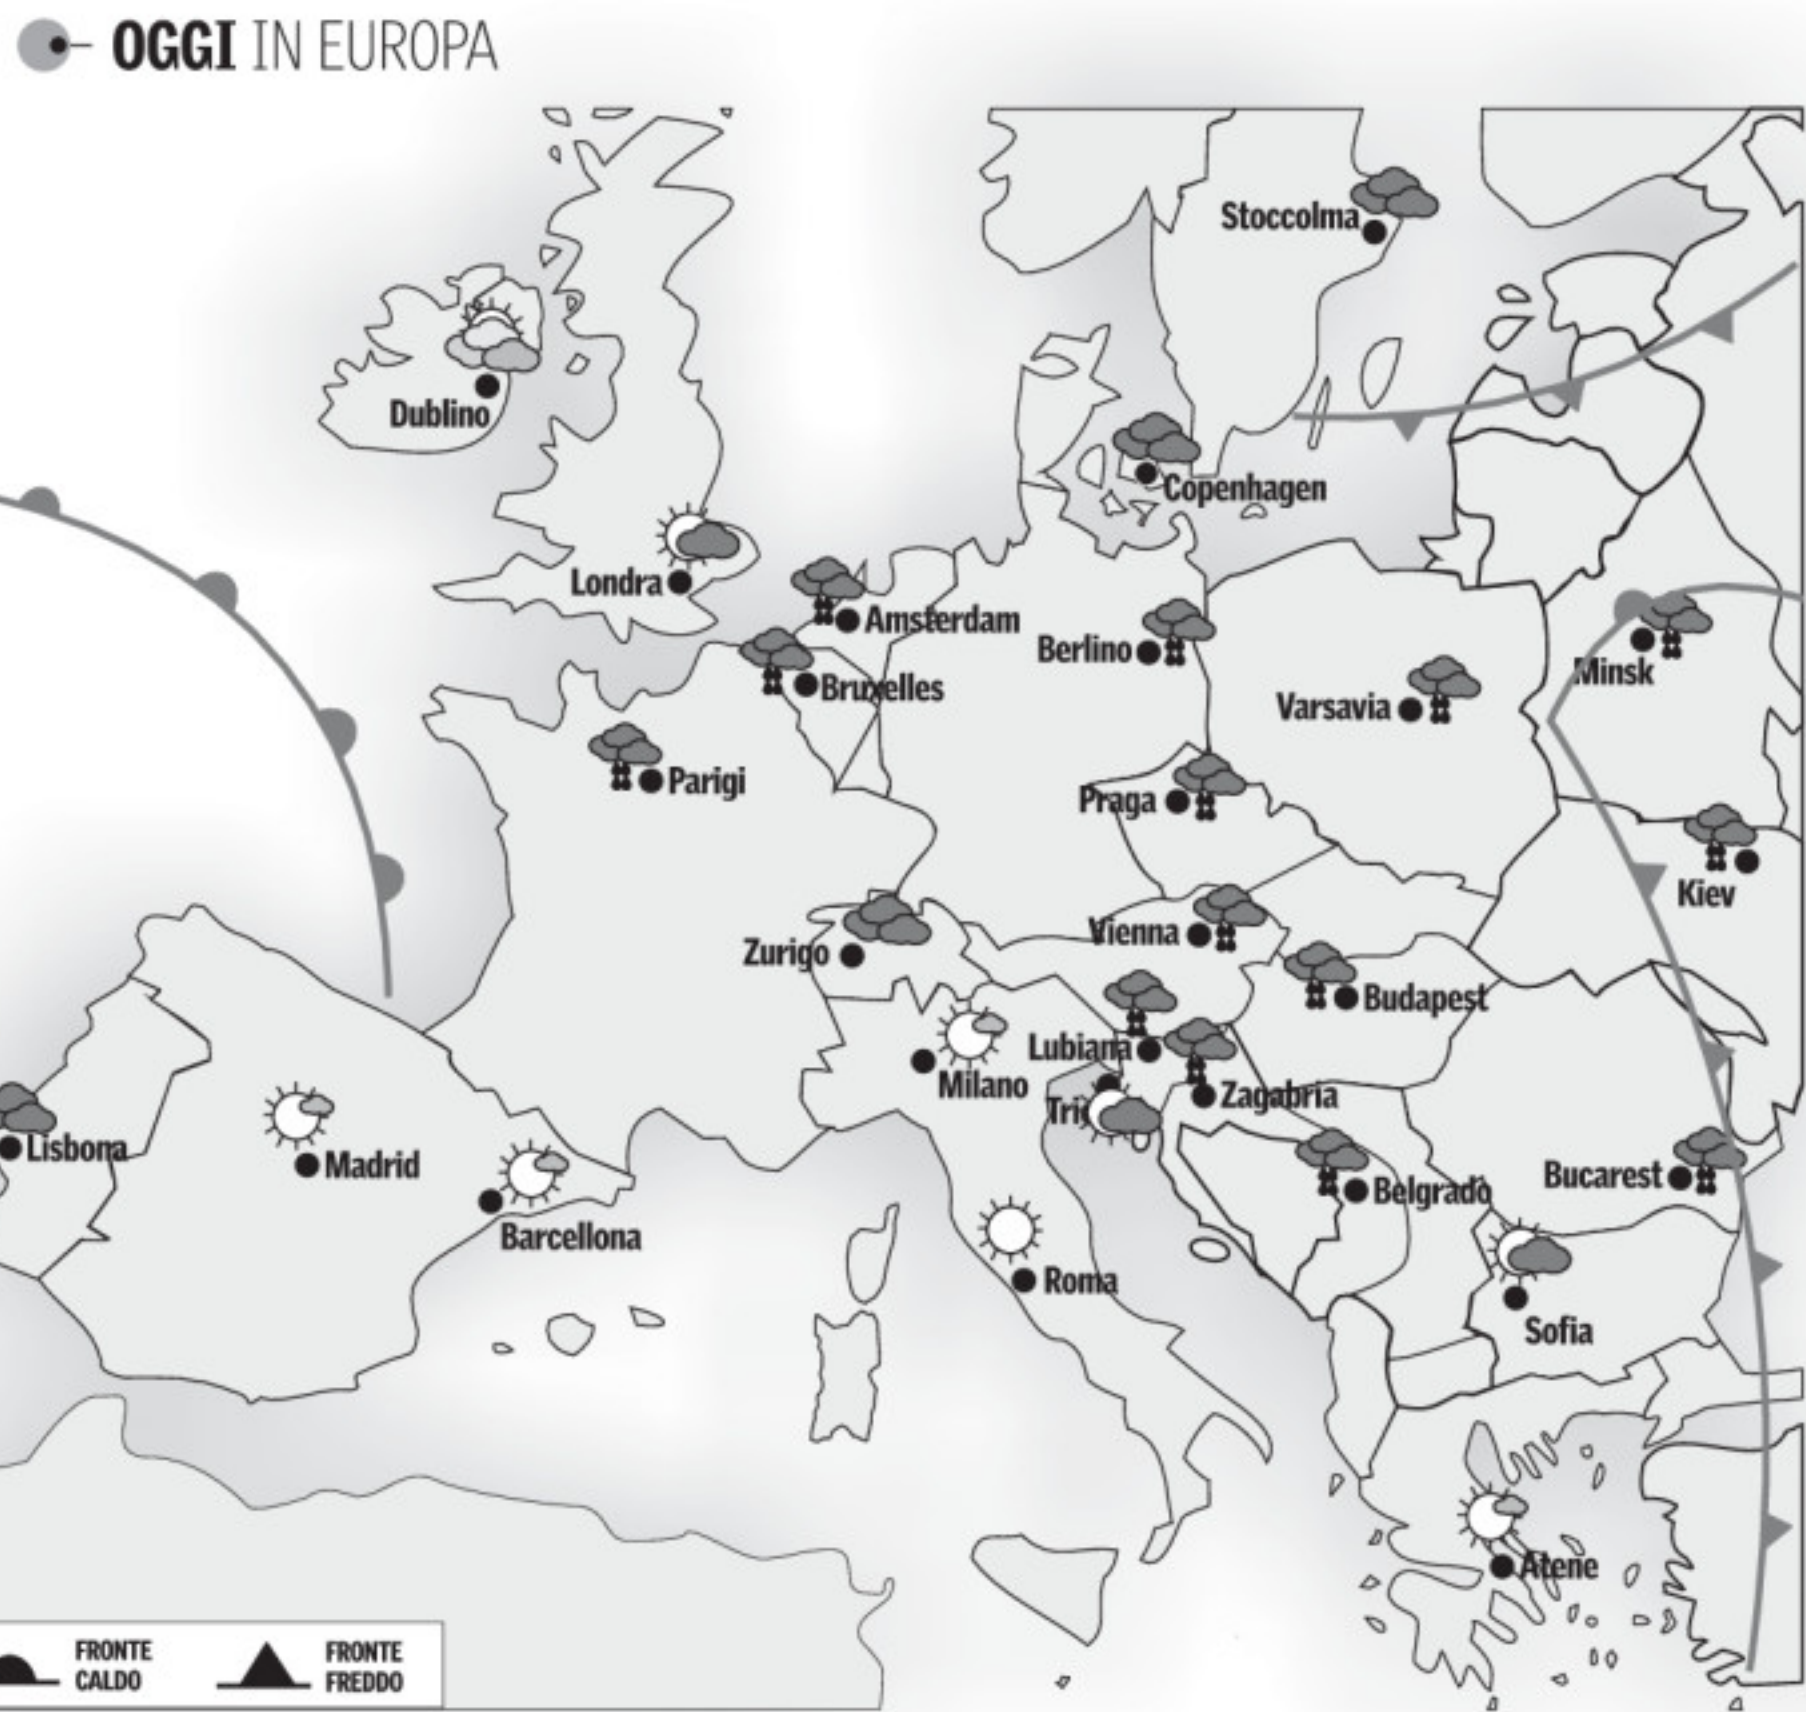 OGGI IN EUROPA
Stoccolma
Dublino
Copenhagen
Londra
Amsterdam
Berlino
Minsk
Bruxelles
Varsavia
Parigi
Praga
Kiev
Vienna
Zurigo
Budapest
Lubiana
Milano
Zagabria
Lisbona
Madrid
Bucarest
Belgrado
Barcellona
Roma
Sofia
Atene
FRONTE
CALDO
FRONTE
FREDDO